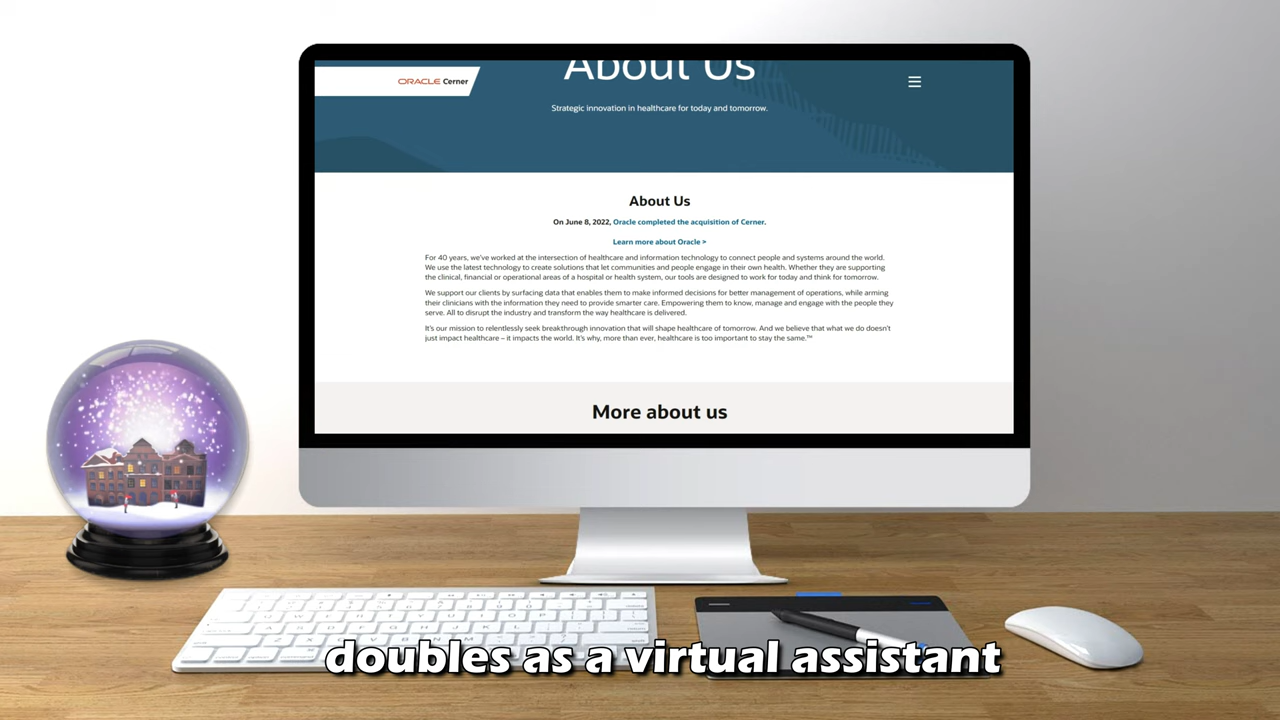 About Us
ORACLE Cerner
Strategic innovation in healthcare for today and tomorrow.
About Us
On June 8, 2022, Oracle completed the acquisition of Cerner.
Learn more about Oracle >
For 40 years, we've worked at the intersection of healthcare and information technology to connect people and systems around the world.
We use the latest technology to create solutions that let communities and people engage in their own health. Whether they are supporting
the clinical, financial or operational areas of a hospital or health system, our tools are designed to work for today and think for tomorrow.
We support our clients by surfacing data that enables them to make informed decisions for better management of operations, while arming
their clinicians with the information they need to provide smarter care. Empowering them to know, manage and engage with the people they
serve. All to disrupt the industry and transform the way healthcare is delivered.
It's our mission to relentlessly seek breakthrough innovation that will shape healthcare of tomorrow. And we believe that what we do doesn't
just impact healthcare – it impacts the world. It's why, more than ever, healthcare is too important to stay the same.™
More about us
doubles as a virtual assistant